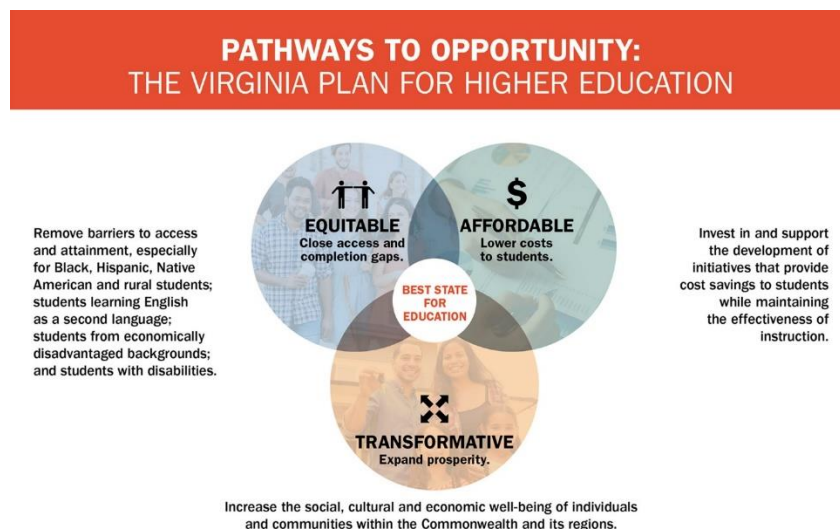 PATHWAYS TO OPPORTUNITY:
THE VIRGINIA PLAN FOR HIGHER EDUCATION
EQUITABLE
Close access and
completion gaps.
$
AFFORDABLE
Lower costs
to students.
Remove barriers to access
and attainment, especially
for Black, Hispanic, Native
American and rural students;
students learning English
as a second language;
students from economically
disadvantaged backgrounds;
and students with disabilities.
Invest in and support
the development of
initiatives that provide
cost savings to students
while maintaining
the effectiveness of
instruction.
BEST STATE
FOR
EDUCATION
TRANSFORMATIVE
Expand prosperity.
Increase the social, cultural and economic well-being of individuals
and communities within the Commonwealth and its regions.